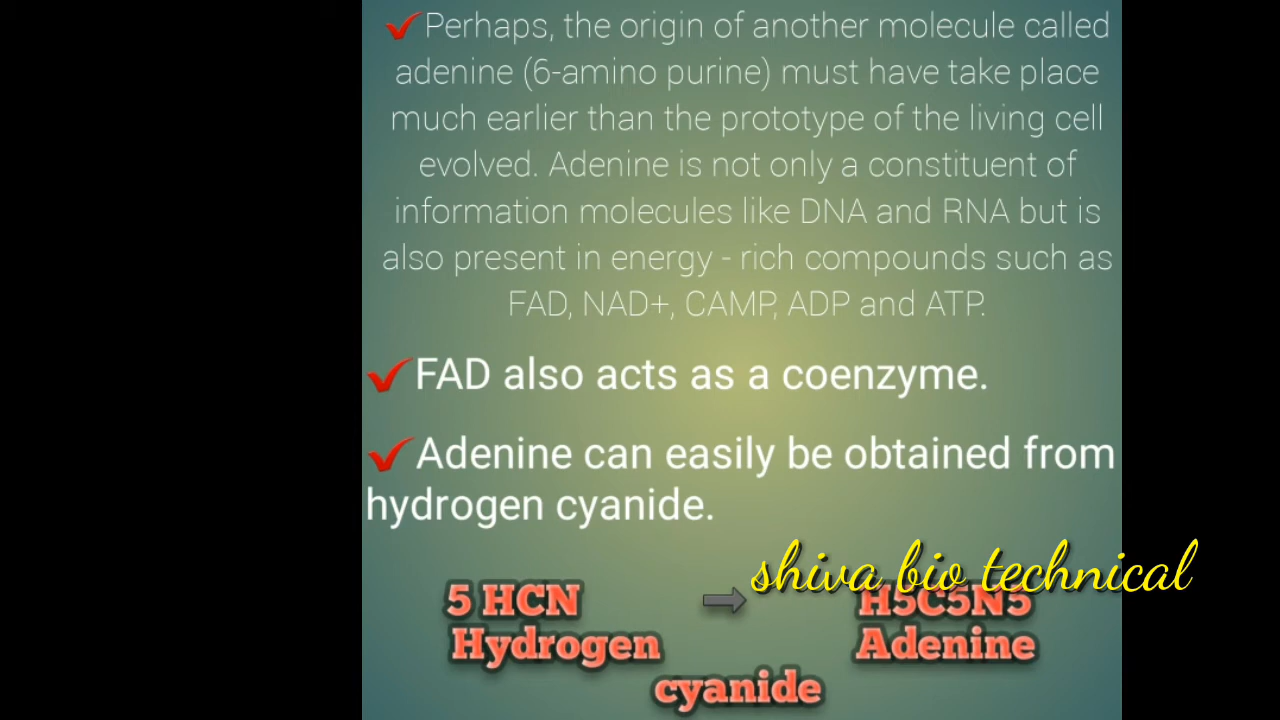 Perhaps, the origin of another molecule called
adenine (6-amino purine) must have take place
much earlier than the prototype of the living cell
evolved. Adenine is not only a constituent of
information molecules like DNA and RNA but is
also present in energy - rich compounds such as
FAD, NAD+, CAMP, ADP and ATP.
FAD also acts as a coenzyme.
Adenine can easily be obtained from
hydrogen cyanide.
shiva bio technical
5 HCN H5C5N5
Hydrogen Adenine
cyanide